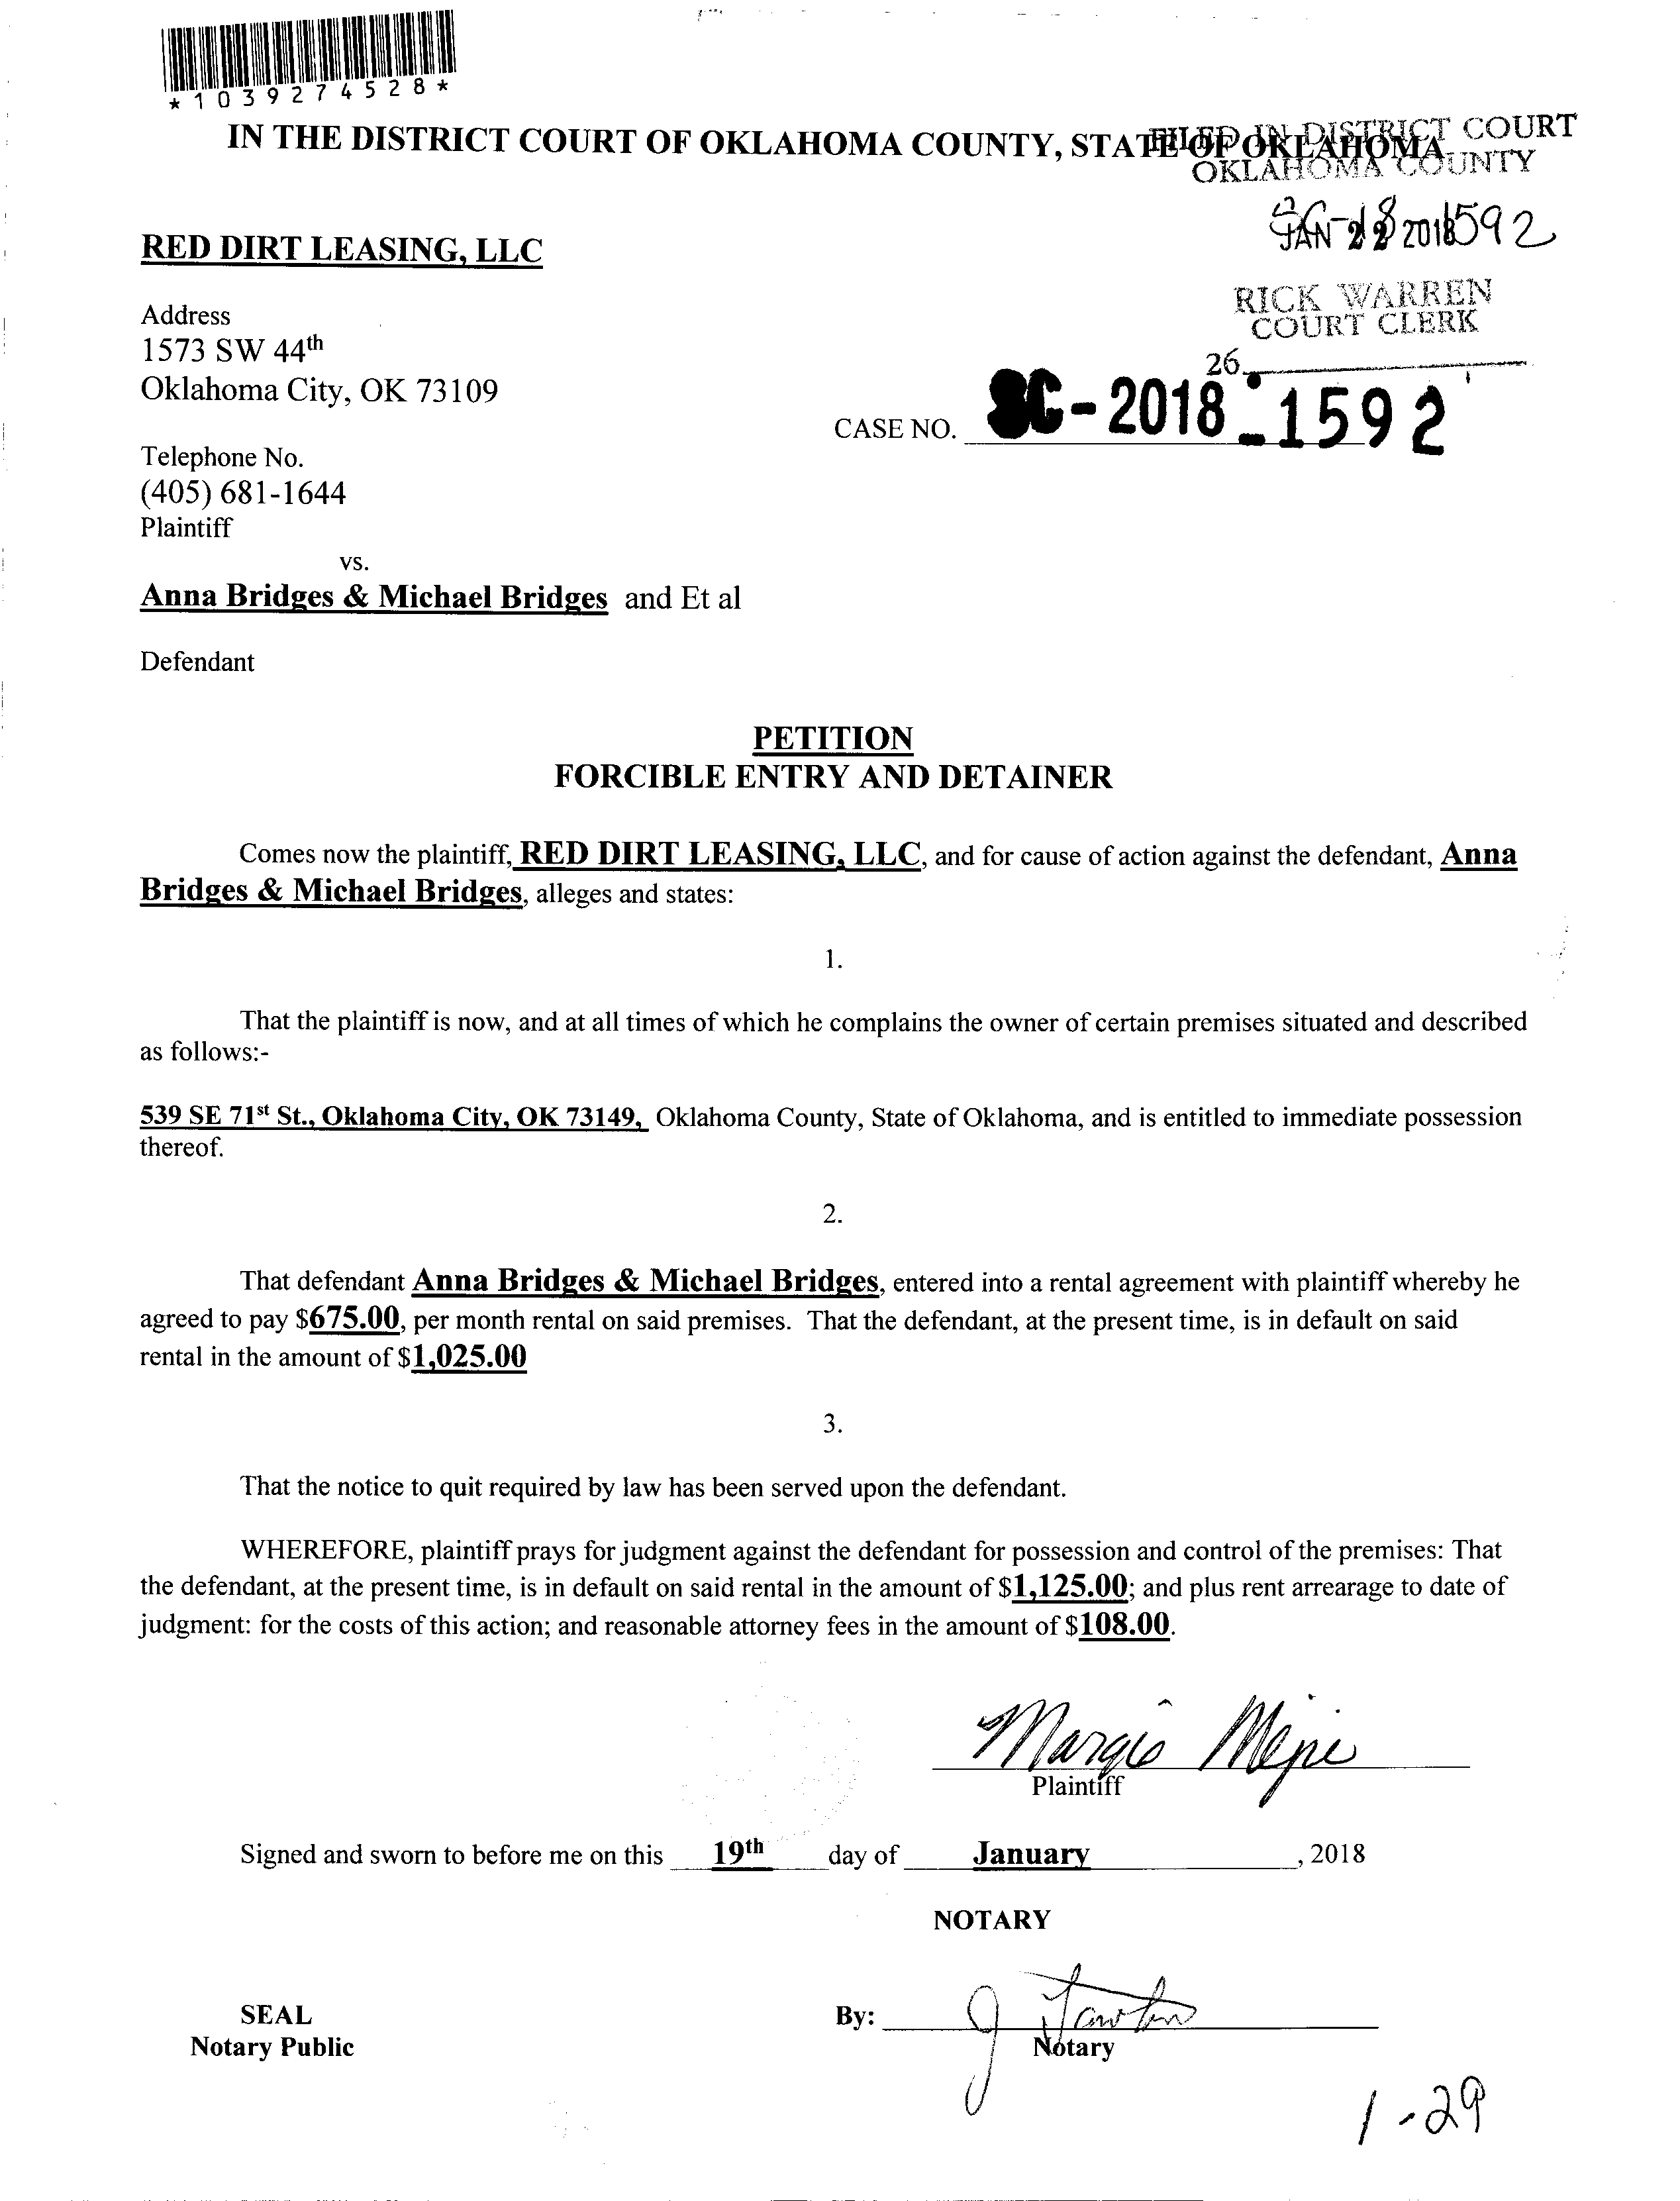 *1039274528*
IN THE DISTRICT COURT OF OKLAHOMA COUNTY, STATE OF OKLAHOMA
FILED IN DISTRICT COURT
OKLAHOMA COUNTY
SC-18-1592
JAN 22 2018
RED DIRT LEASING, LLC
RICK WARREN
COURT CLERK
Address
1573 SW 44th
26
Oklahoma City, OK 73109
CASE NO. SC-2018-1592
Telephone No.
(405) 681-1644
Plaintiff
vs.
Anna Bridges & Michael Bridges and Et al
Defendant
PETITION
FORCIBLE ENTRY AND DETAINER
Comes now the plaintiff, RED DIRT LEASING, LLC, and for cause of action against the defendant, Anna
Bridges & Michael Bridges, alleges and states:
1.
That the plaintiff is now, and at all times of which he complains the owner of certain premises situated and described
as follows:-
539 SE 71st St., Oklahoma City, OK 73149, Oklahoma County, State of Oklahoma, and is entitled to immediate possession
thereof.
2.
That defendant Anna Bridges & Michael Bridges, entered into a rental agreement with plaintiff whereby he
agreed to pay $675.00, per month rental on said premises. That the defendant, at the present time, is in default on said
rental in the amount of $1,025.00
3.
That the notice to quit required by law has been served upon the defendant.
WHEREFORE, plaintiff prays for judgment against the defendant for possession and control of the premises: That
the defendant, at the present time, is in default on said rental in the amount of $1,125.00; and plus rent arrearage to date of
judgment: for the costs of this action; and reasonable attorney fees in the amount of $108.00.
Margie
Plaintiff
Signed and sworn to before me on this 19th day of January, 2018
NOTARY
SEAL
By: J
Notary Public
Notary
1-29